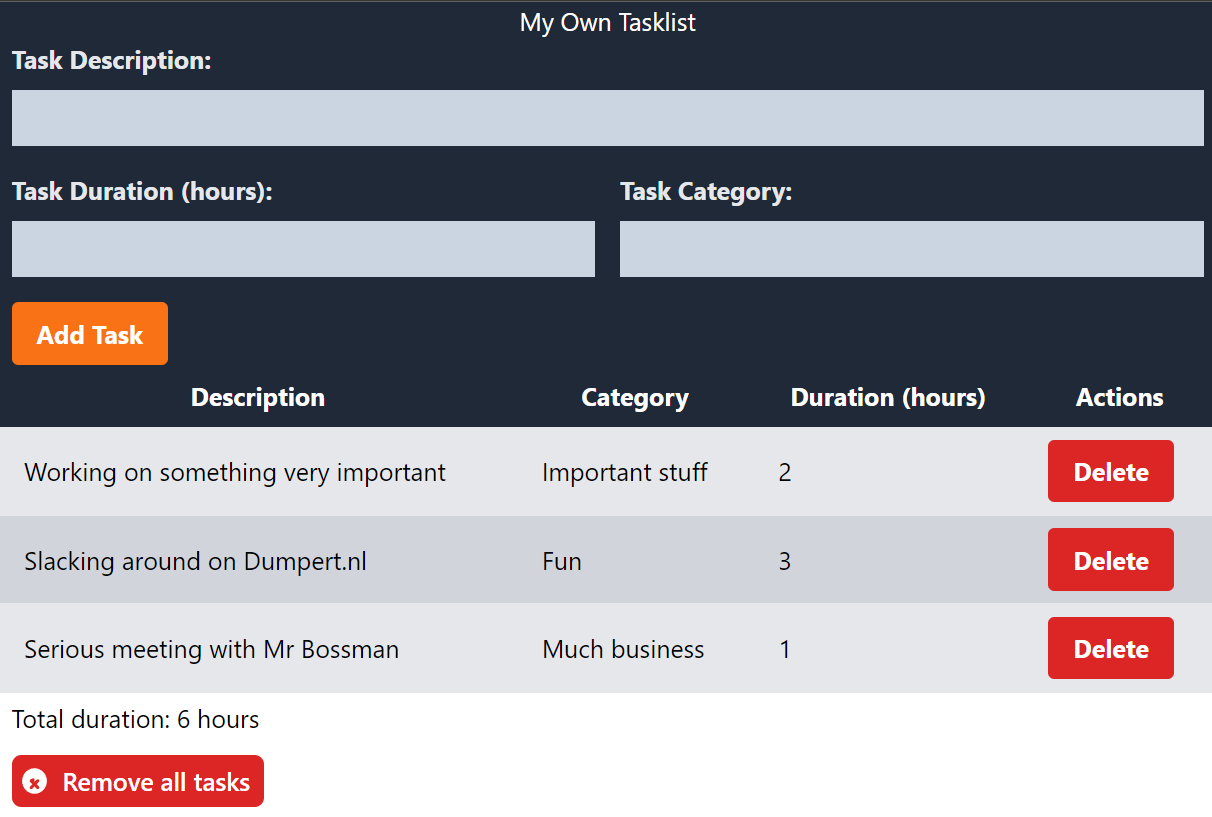 My Own Tasklist
Task Description:
Task Duration (hours): Task Category:
Add Task
Description Category Duration (hours) Actions
Working on something very important Important stuff 2 Delete
Slacking around on Dumpert.nl Fun 3 Delete
Serious meeting with Mr Bossman Much business 1 Delete
Total duration: 6 hours
Remove all tasks